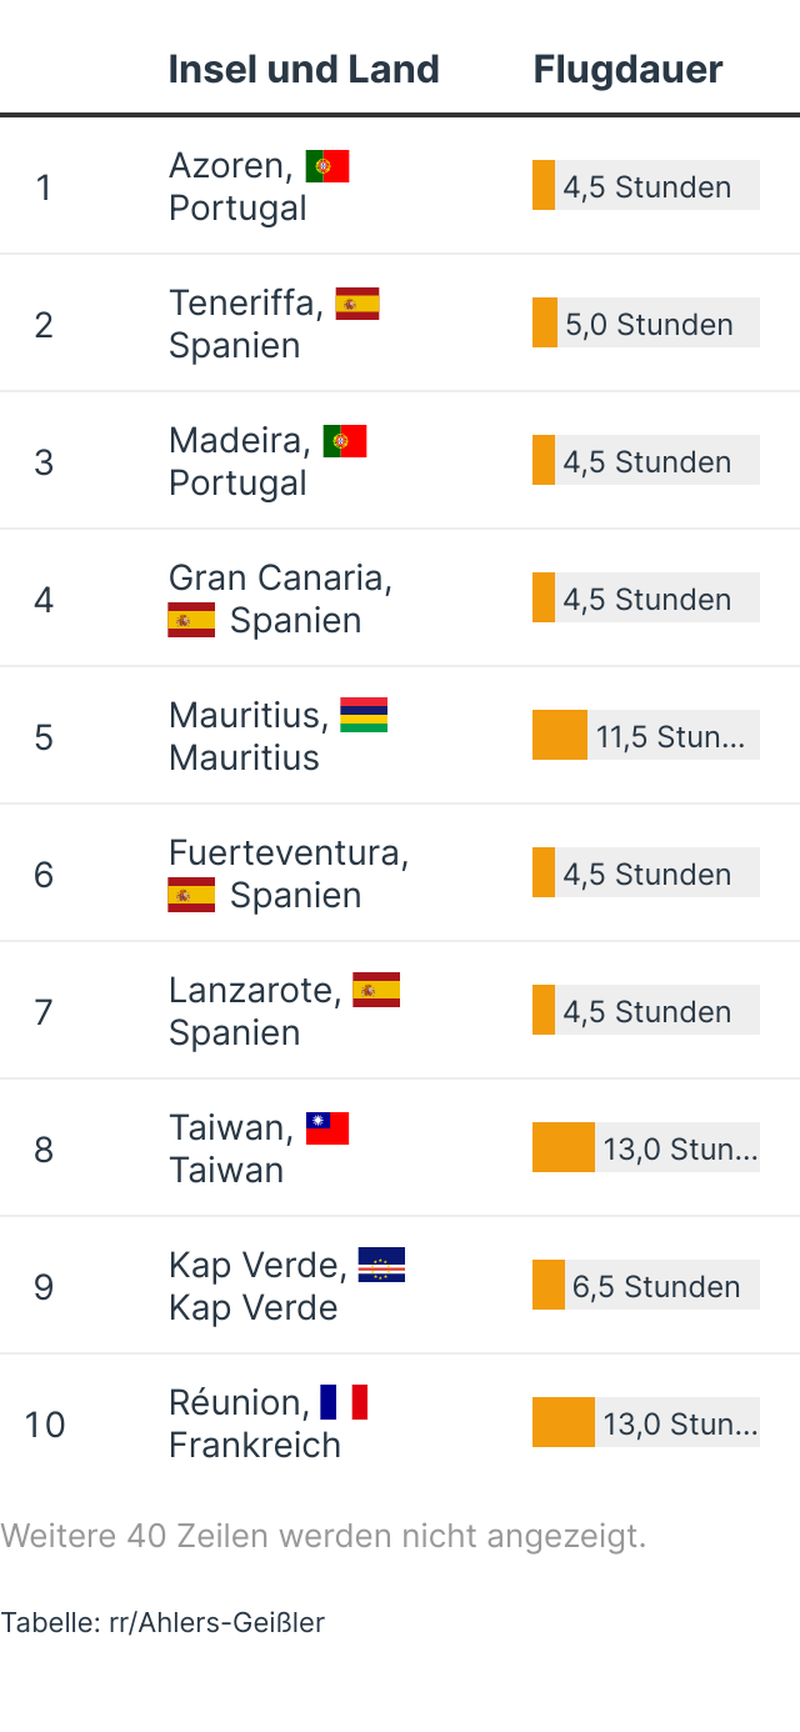 Insel und Land Flugdauer
1 Azoren, 4,5 Stunden
Portugal
2 Teneriffa, 5,0 Stunden
Spanien
3 Madeira, 4,5 Stunden
Portugal
4 Gran Canaria, 4,5 Stunden
Spanien
5 Mauritius, 11,5 Stun...
Mauritius
6 Fuerteventura, 4,5 Stunden
Spanien
7 Lanzarote, 4,5 Stunden
Spanien
8 Taiwan, 13,0 Stun...
Taiwan
9 Kap Verde, 6,5 Stunden
Kap Verde
10 Réunion, 13,0 Stun...
Frankreich
Weitere 40 Zeilen werden nicht angezeigt.
Tabelle: rr/Ahlers-Geißler